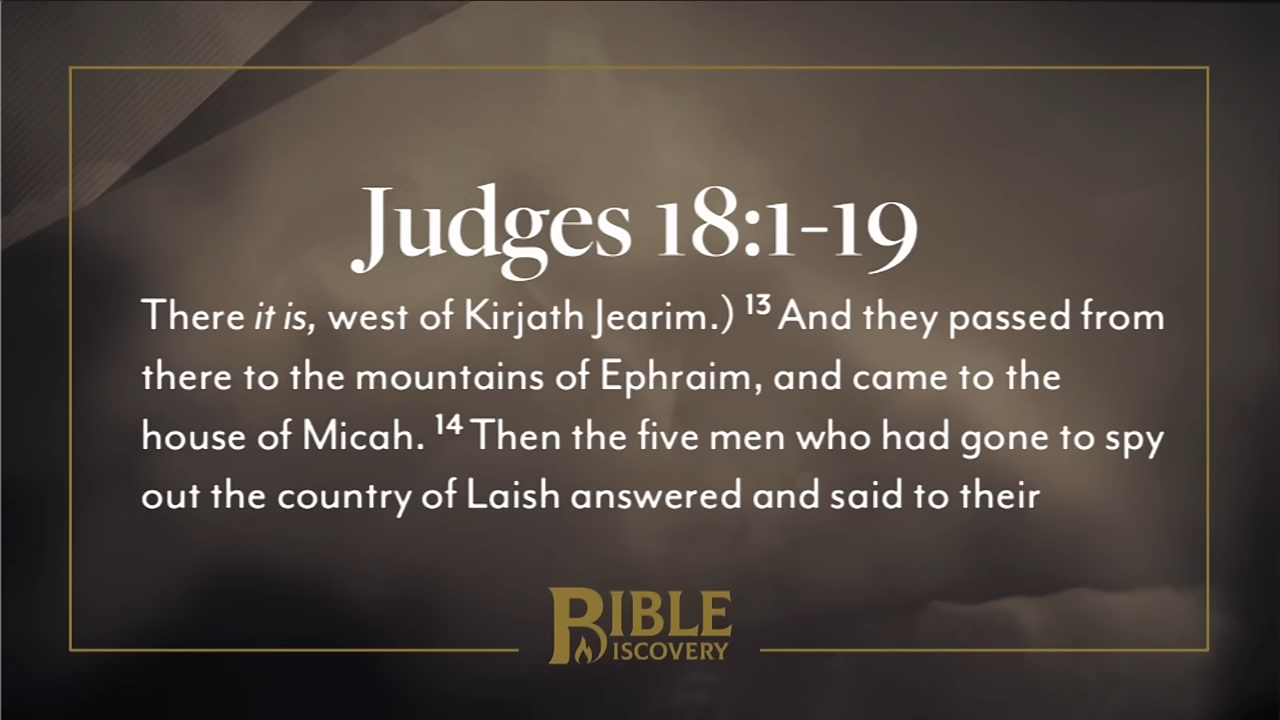 Judges 18:1-19
There it is, west of Kirjath Jearim.) 13 And they passed from
there to the mountains of Ephraim, and came to the
house of Micah. 14 Then the five men who had gone to spy
out the country of Laish answered and said to their
BIBLE
DISCOVERY